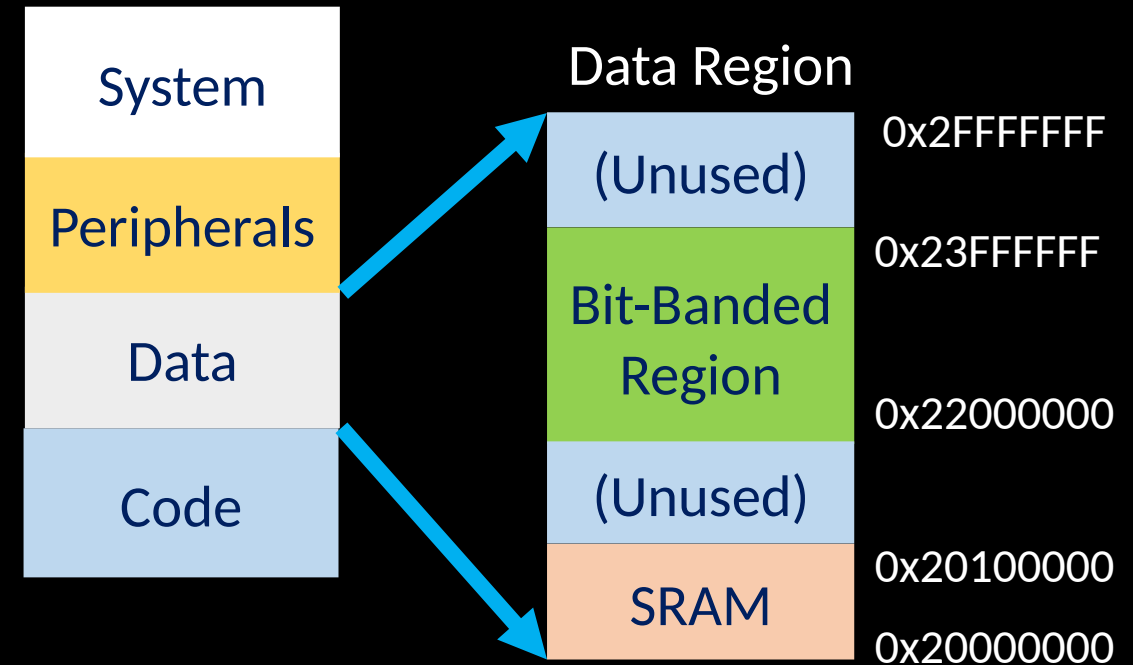 System
Peripherals
Data
Code
Data Region
(Unused)
Bit-Banded
Region
(Unused)
SRAM
0x2FFFFFFF
0x23FFFFFF
0x22000000
0x20100000
0x20000000